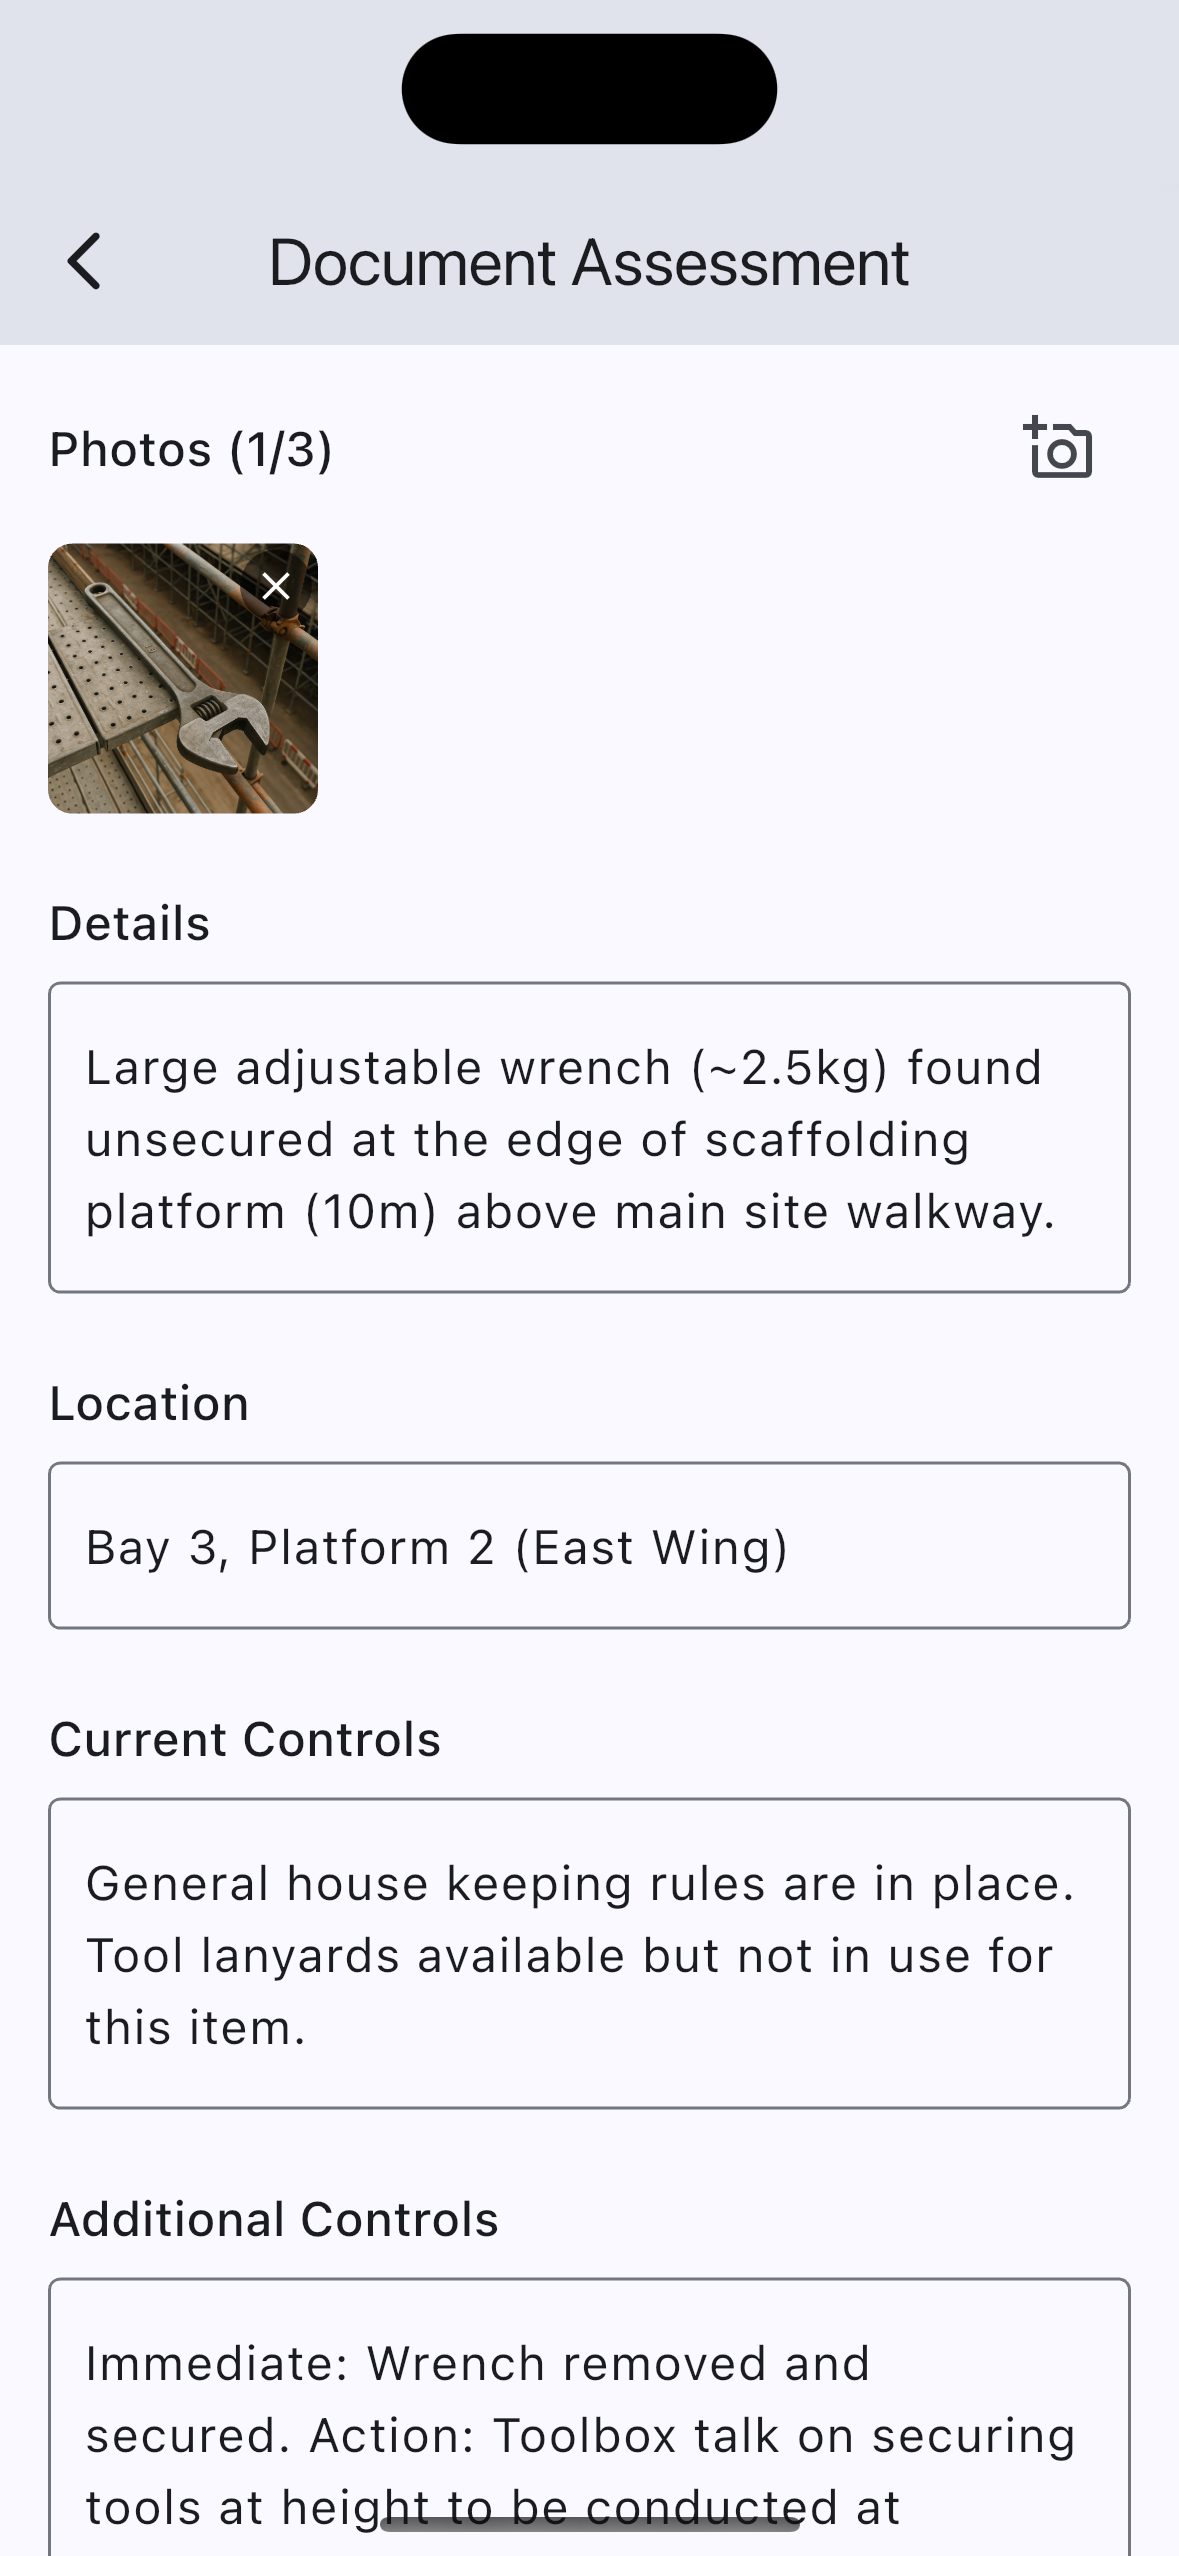 Document Assessment
Photos (1/3)
Details
Large adjustable wrench (~2.5kg) found
unsecured at the edge of scaffolding
platform (10m) above main site walkway.
Location
Bay 3, Platform 2 (East Wing)
Current Controls
General house keeping rules are in place.
Tool lanyards available but not in use for
this item.
Additional Controls
Immediate: Wrench removed and
secured. Action: Toolbox talk on securing
tools at height to be conducted at